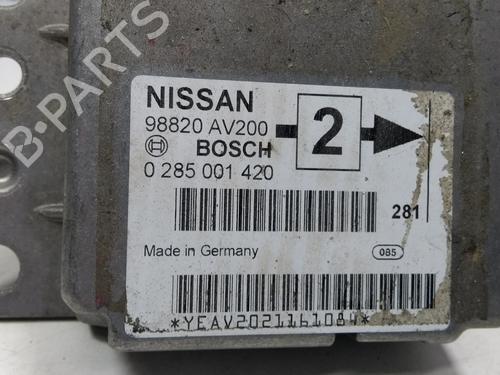 B-PARTS
NISSAN
98820 AV200
2
BOSCH
0 285 001 420
281
Made in Germany
085
*YEAV2021161084*